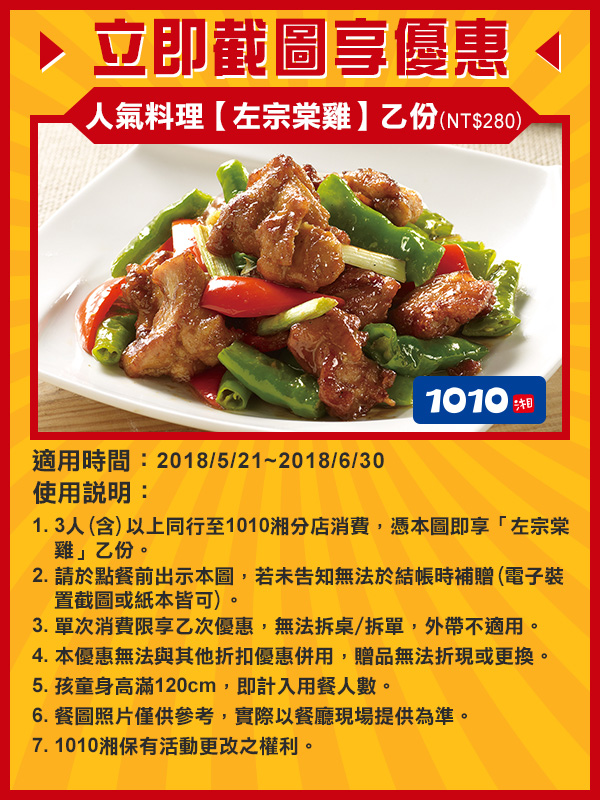 立即截圖享優惠
人氣料理【左宗棠雞】乙份(NT$280)
1010湘
適用時間：2018/5/21~2018/6/30
使用說明：
1. 3人(含)以上同行至1010湘分店消費，憑本圖即享「左宗棠
雞」乙份。
2. 請於點餐前出示本圖，若未告知無法於結帳時補贈(電子裝
置截圖或紙本皆可)。
3. 單次消費限享乙次優惠，無法拆桌/拆單，外帶不適用。
4. 本優惠無法與其他折扣優惠併用，贈品無法折現或更換。
5. 孩童身高滿120cm，即計入用餐人數。
6. 餐圖照片僅供參考，實際以餐廳現場提供為準。
7. 1010湘保有活動更改之權利。